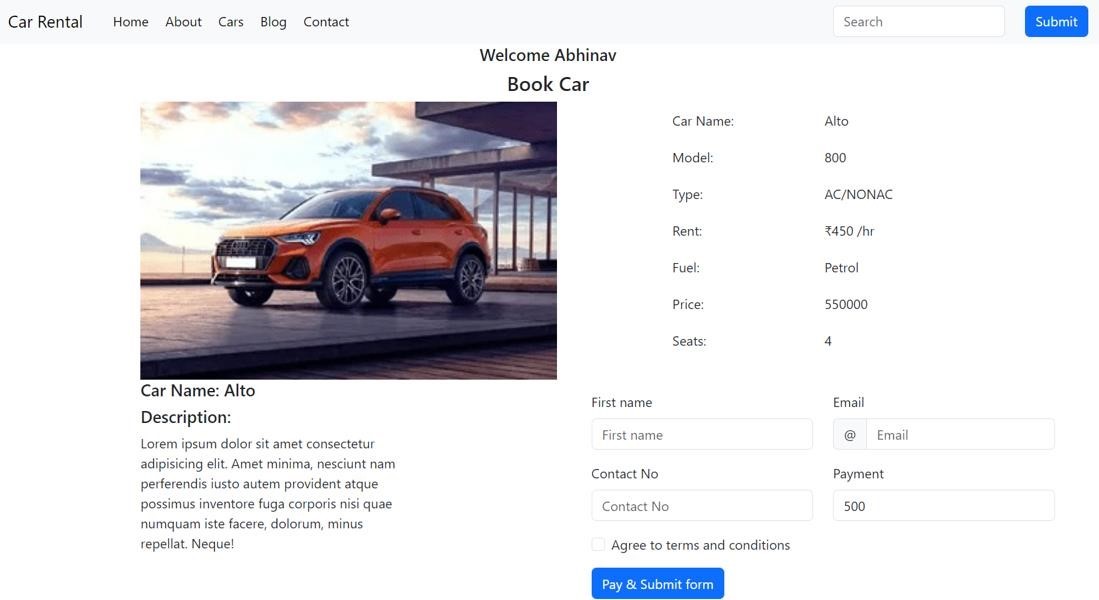 Car Rental Home About Cars Blog Contact Search Submit
Welcome Abhinav
Book Car
Car Name: Alto
Model: 800
Type: AC/NONAC
Rent: ₹450 /hr
Fuel: Petrol
Price: 550000
Seats: 4
Car Name: Alto
Description:
Lorem ipsum dolor sit amet consectetur
adipisicing elit. Amet minima, nesciunt nam
perferendis iusto autem provident atque
possimus inventore fuga corporis nisi quae
numquam iste facere, dolorum, minus
repellat. Neque!
First name Email
First name @ Email
Contact No Payment
Contact No 500
Agree to terms and conditions
Pay & Submit form